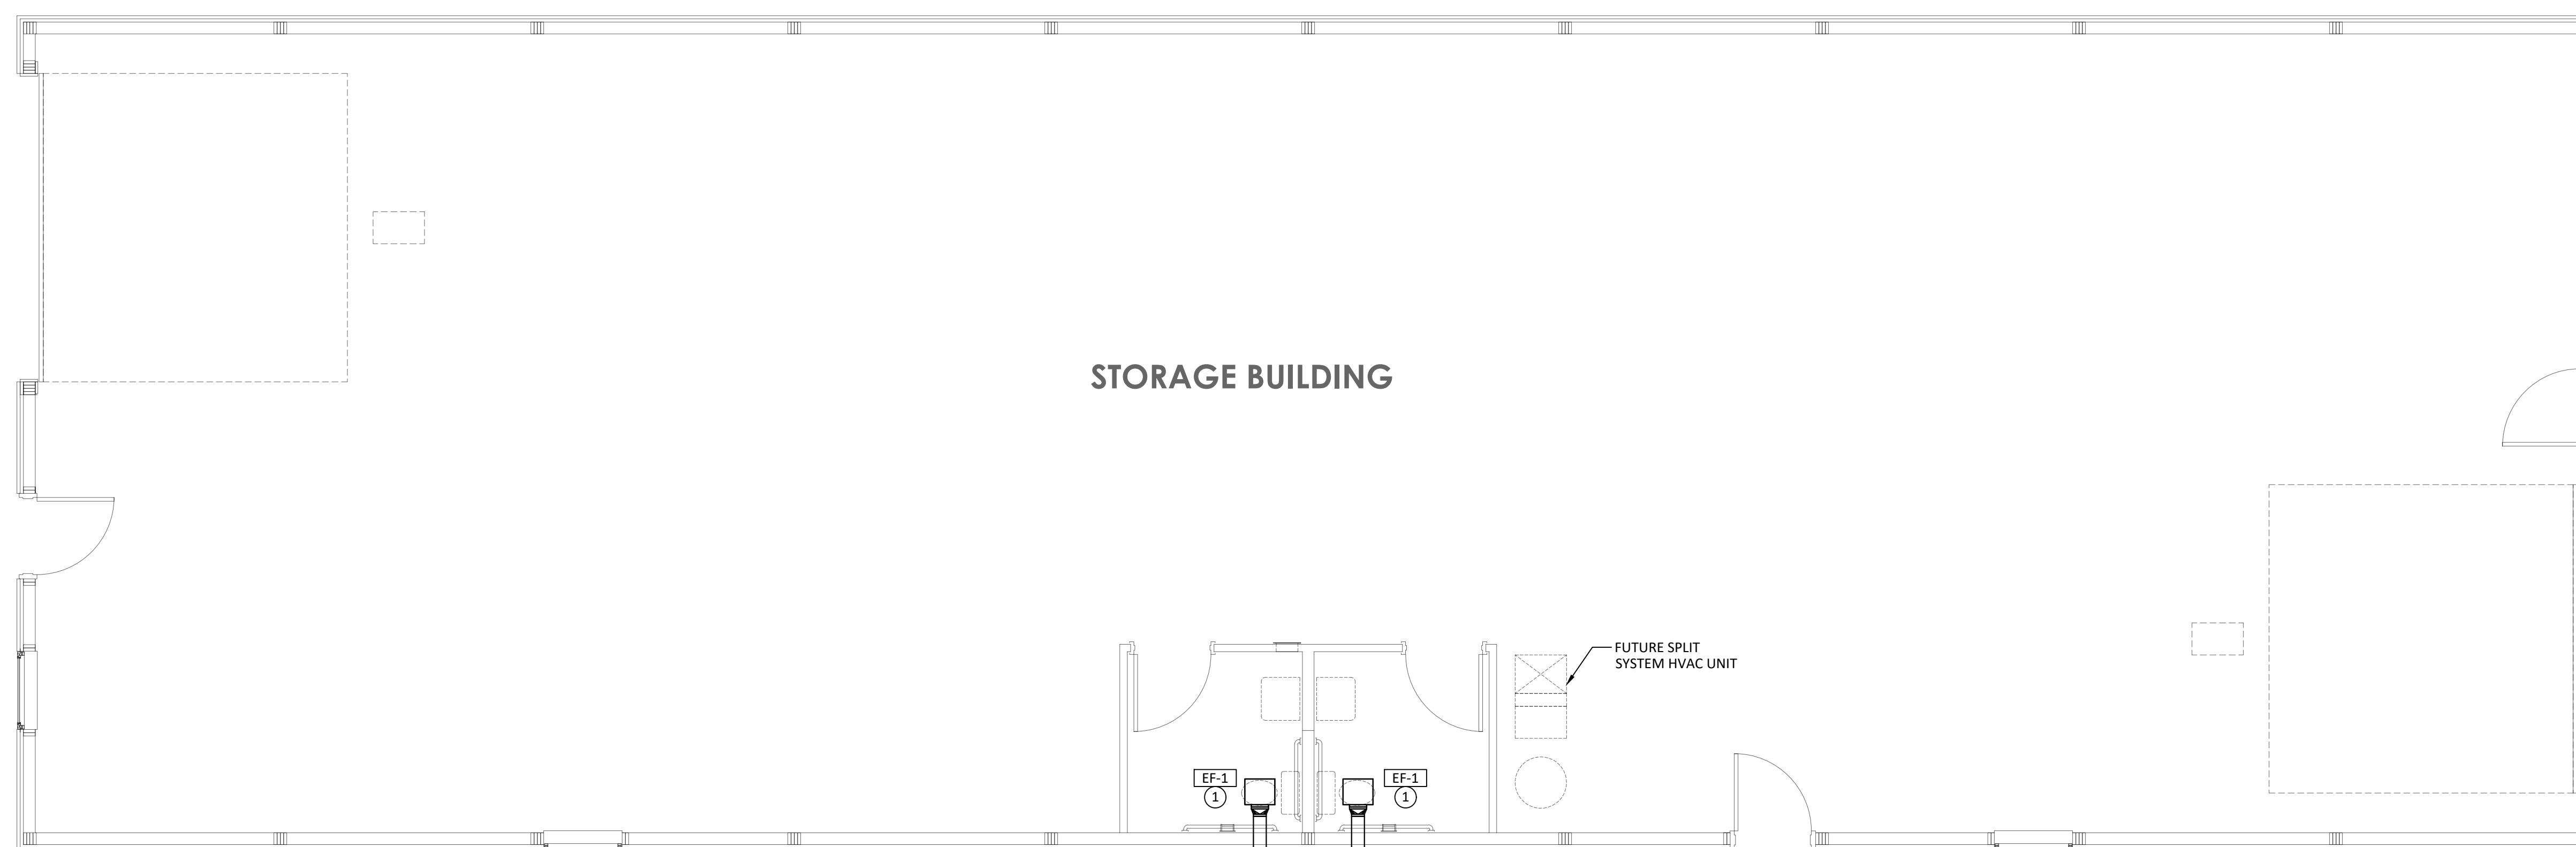 STORAGE BUILDING
FUTURE SPLIT
SYSTEM HVAC UNIT
EF-1
1
EF-1
1